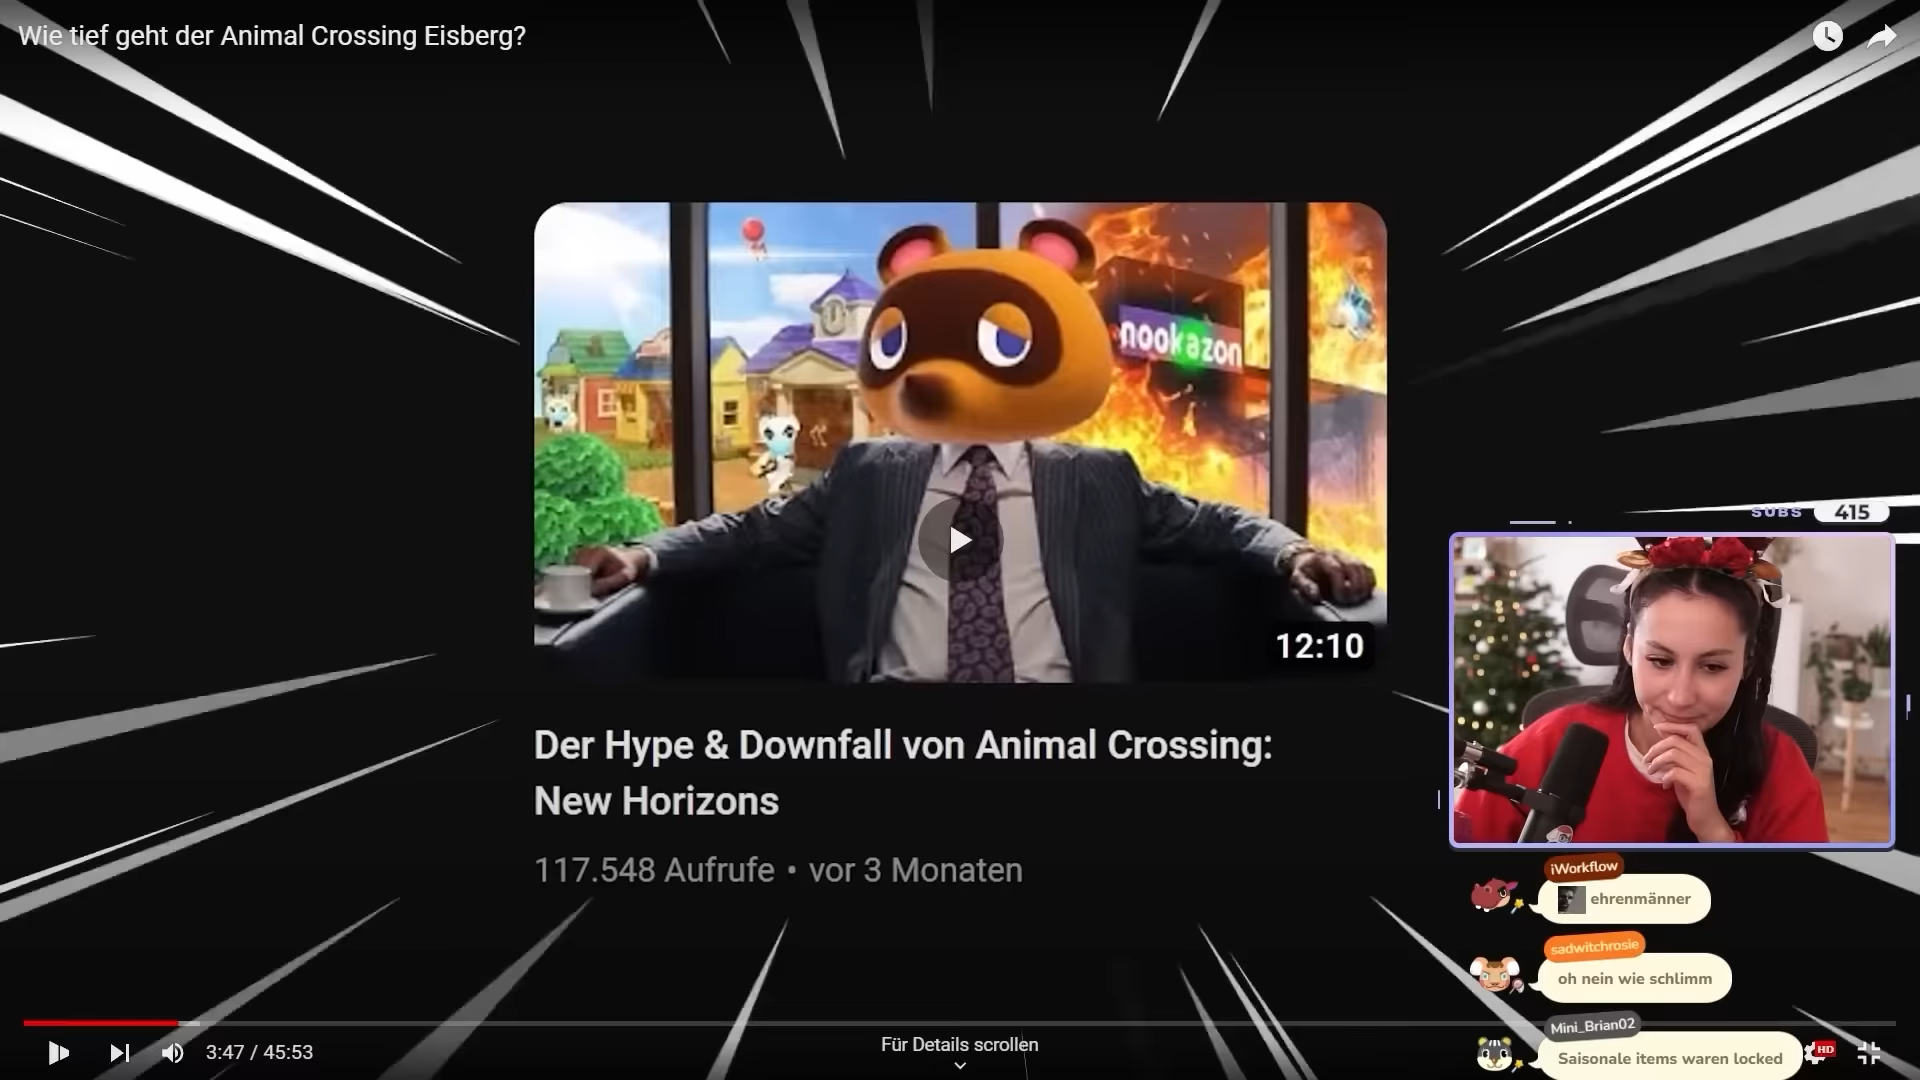 Wie tief geht der Animal Crossing Eisberg?
nookazon
12:10
Der Hype & Downfall von Animal Crossing:
New Horizons
117.548 Aufrufe • vor 3 Monaten
SUBS 415
iWorkflow
ehrenmänner
sadwitchrosie
oh nein wie schlimm
Mini_Brian02
Saisonale items waren locked
3:47 / 45:53
Für Details scrollen
HD